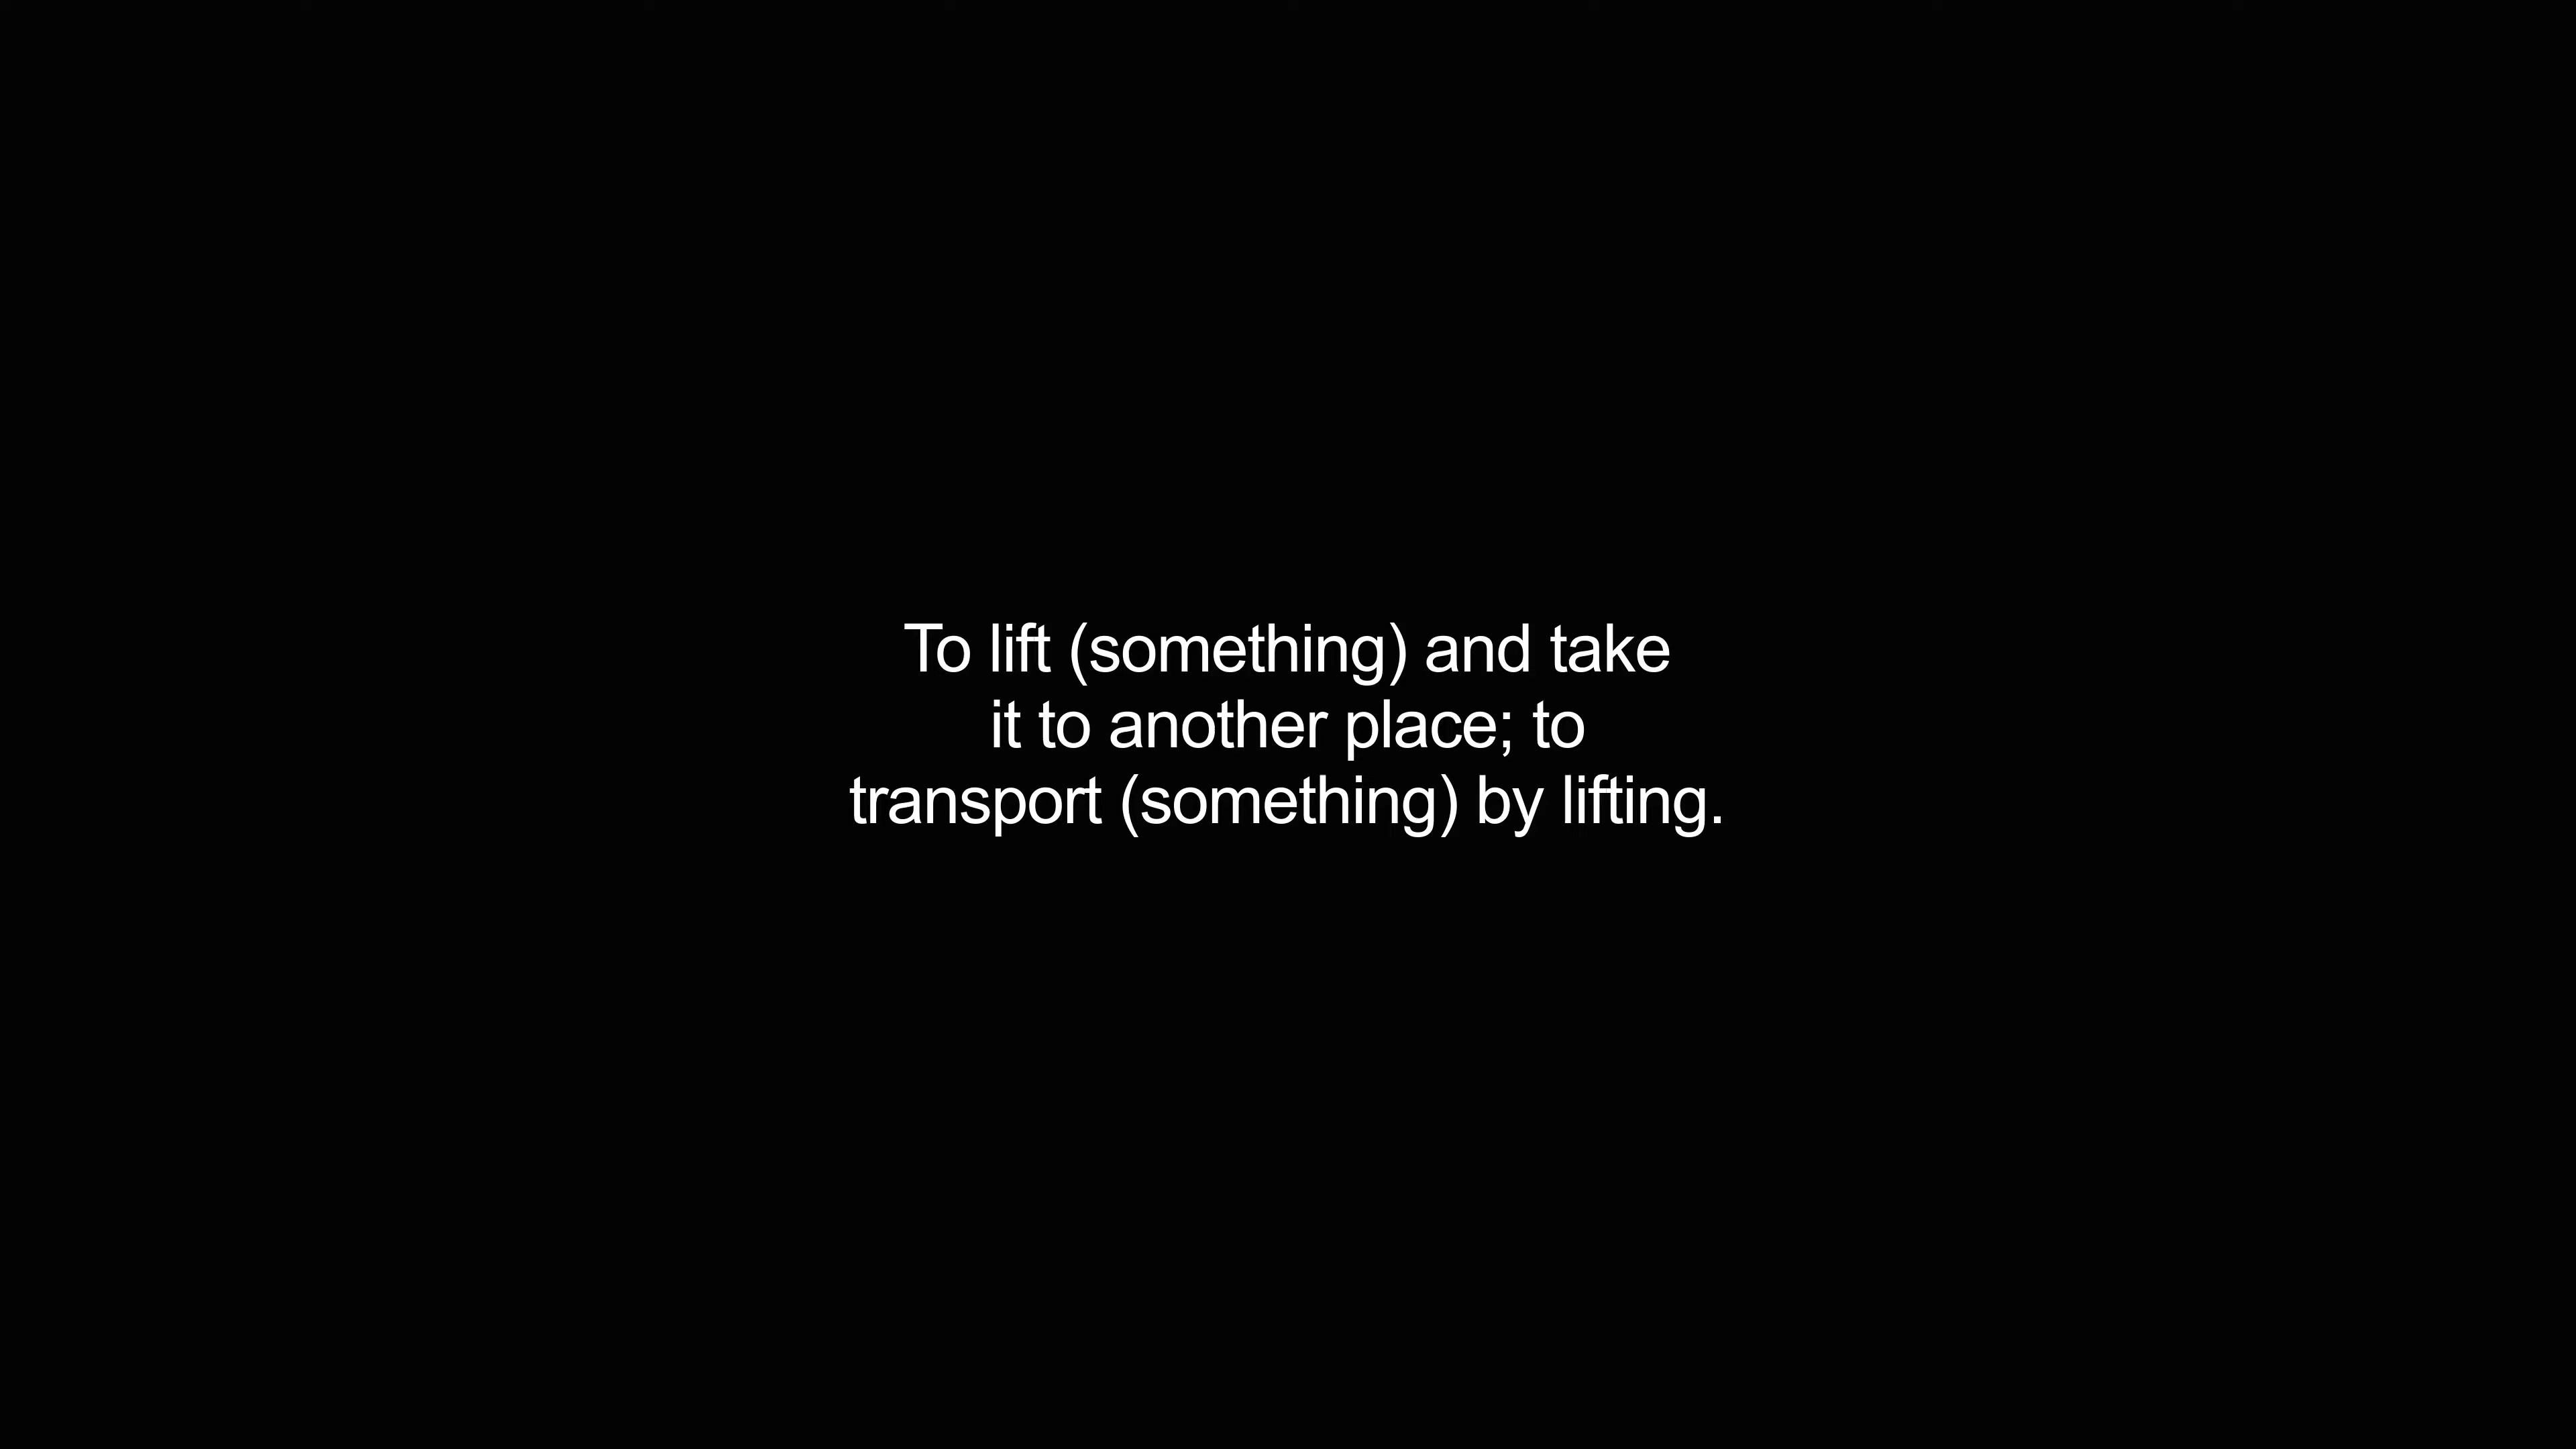 To lift (something) and take
it to another place; to
transport (something) by lifting.